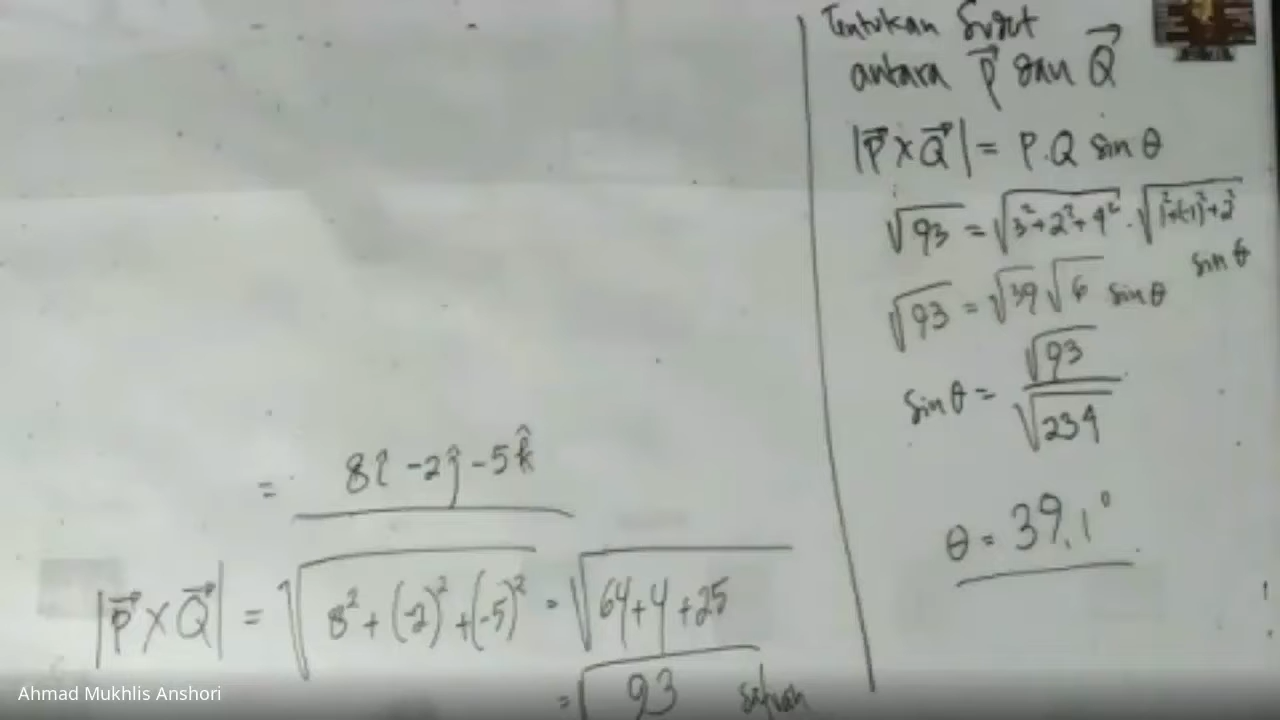 = 8î -2ĵ -5k̂
|P⃗ × Q⃗| = √(8² + (-2)² + (-5)²) = √(64+4+25)
= √93 satuan
Tentukan Sudut
antara P⃗ dan Q⃗
|P⃗ × Q⃗| = P.Q sin θ
√93 = √(3²+2²+4²) . √(1²+(-1)²+2²) sin θ
√93 = √39 √6 sin θ
sin θ = √93 / √234
θ = 39,1°
Ahmad Mukhlis Anshori